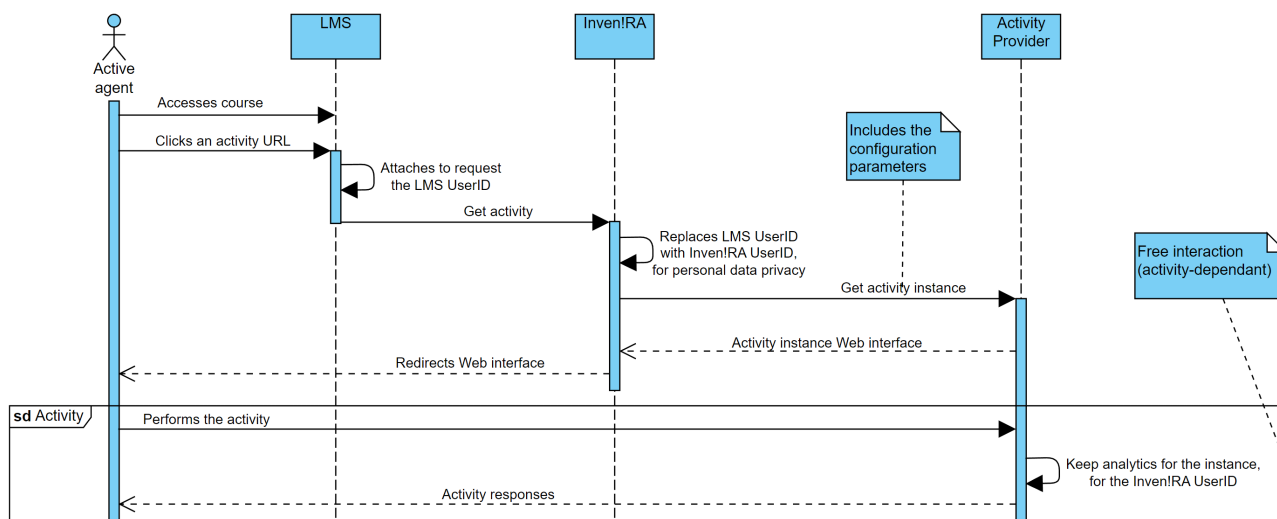 LMS
Inven!RA
Activity
Provider
Active
agent
Accesses course
Includes the
configuration
parameters
Clicks an activity URL
Attaches to request
the LMS UserID
Get activity
Replaces LMS UserID
with Inven!RA UserID,
for personal data privacy
Free interaction
(activity-dependant)
Get activity instance
Activity instance Web interface
Redirects Web interface
sd Activity
Performs the activity
Keep analytics for the instance,
for the Inven!RA UserID
Activity responses